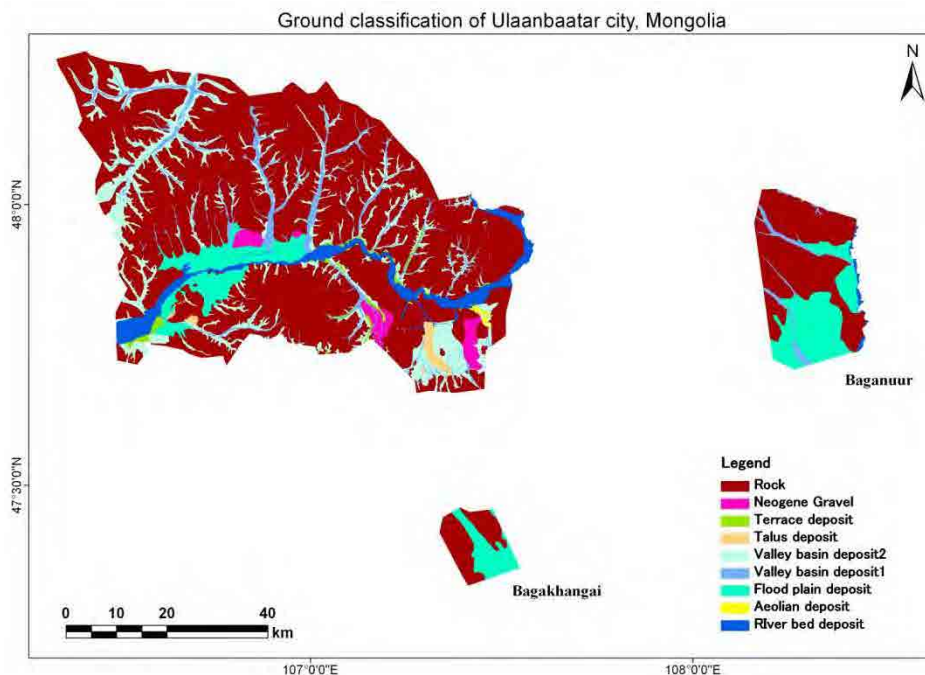 Ground classification of Ulaanbaatar city, Mongolia
N
48°0'0"N
Baganuur
47°30'0"N
Legend
Rock
Neogene Gravel
Terrace deposit
Talus deposit
Valley basin deposit2
Valley basin deposit1
Flood plain deposit
Aeolian deposit
RIver bed deposit
Bagakhangai
0 10 20 40
km
107°0'0"E
108°0'0"E